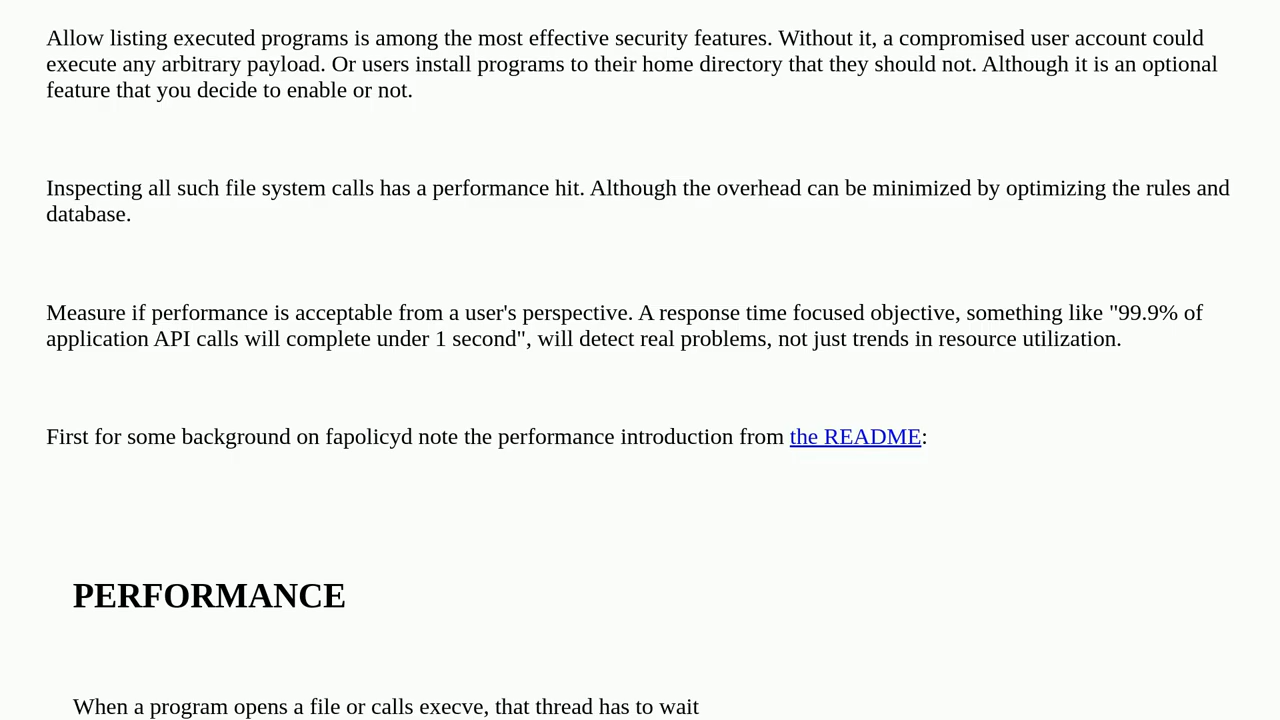 Allow listing executed programs is among the most effective security features. Without it, a compromised user account could
execute any arbitrary payload. Or users install programs to their home directory that they should not. Although it is an optional
feature that you decide to enable or not.
Inspecting all such file system calls has a performance hit. Although the overhead can be minimized by optimizing the rules and
database.
Measure if performance is acceptable from a user's perspective. A response time focused objective, something like "99.9% of
application API calls will complete under 1 second", will detect real problems, not just trends in resource utilization.
First for some background on fapolicyd note the performance introduction from the README:
PERFORMANCE
When a program opens a file or calls execve, that thread has to wait